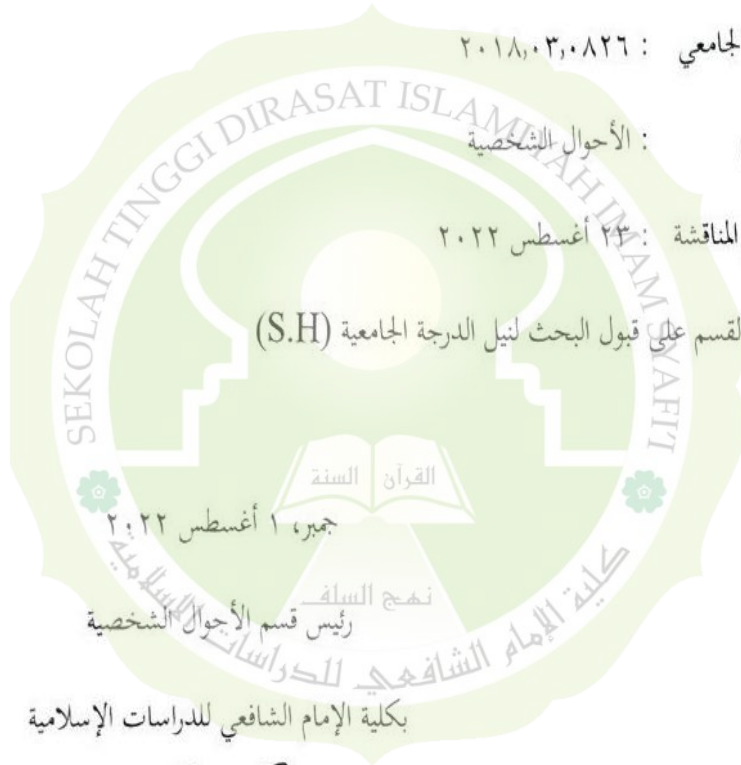 لجامعي : ٢٠١٨,٠٣,٠٨٢٦
: الأحوال الشخصية
المناقشة : ٢٣ أغسطس ٢٠٢٢
لقسم على قبول البحث لنيل الدرجة الجامعية (S.H)
جمبر، ١ أغسطس ٢٠٢٢
رئيس قسم الأحوال الشخصية
بكلية الإمام الشافعي للدراسات الإسلامية
SEKOLAH TINGGI DIRASAT ISLAMIYAH IMAM SYAFI'I
القرآن السنة
نهج السلف
كلية الإمام الشافعي للدراسات الإسلامية